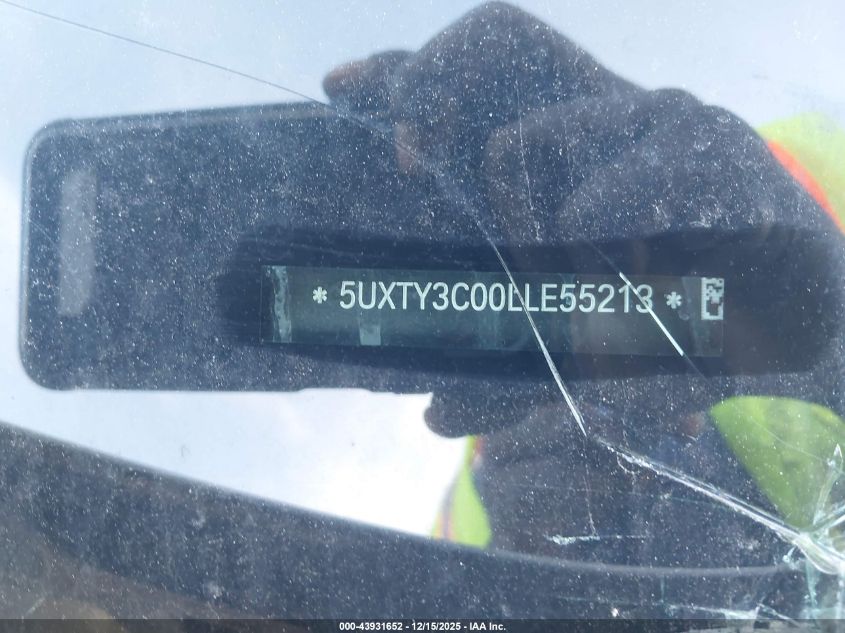 * 5UXTY3C00LLE55213 *
000-43931652 - 12/15/2025 - IAA Inc.